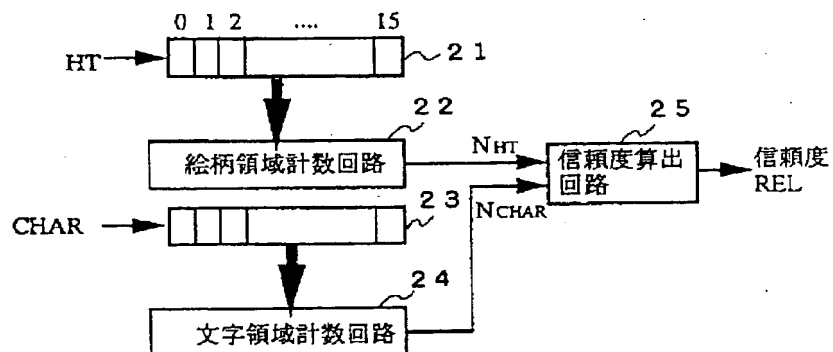 0 1 2 .... 15
HT
21
22
絵柄領域計数回路
NHT
25
信頼度算出
回路
信頼度
REL
CHAR
23
NCHAR
24
文字領域計数回路